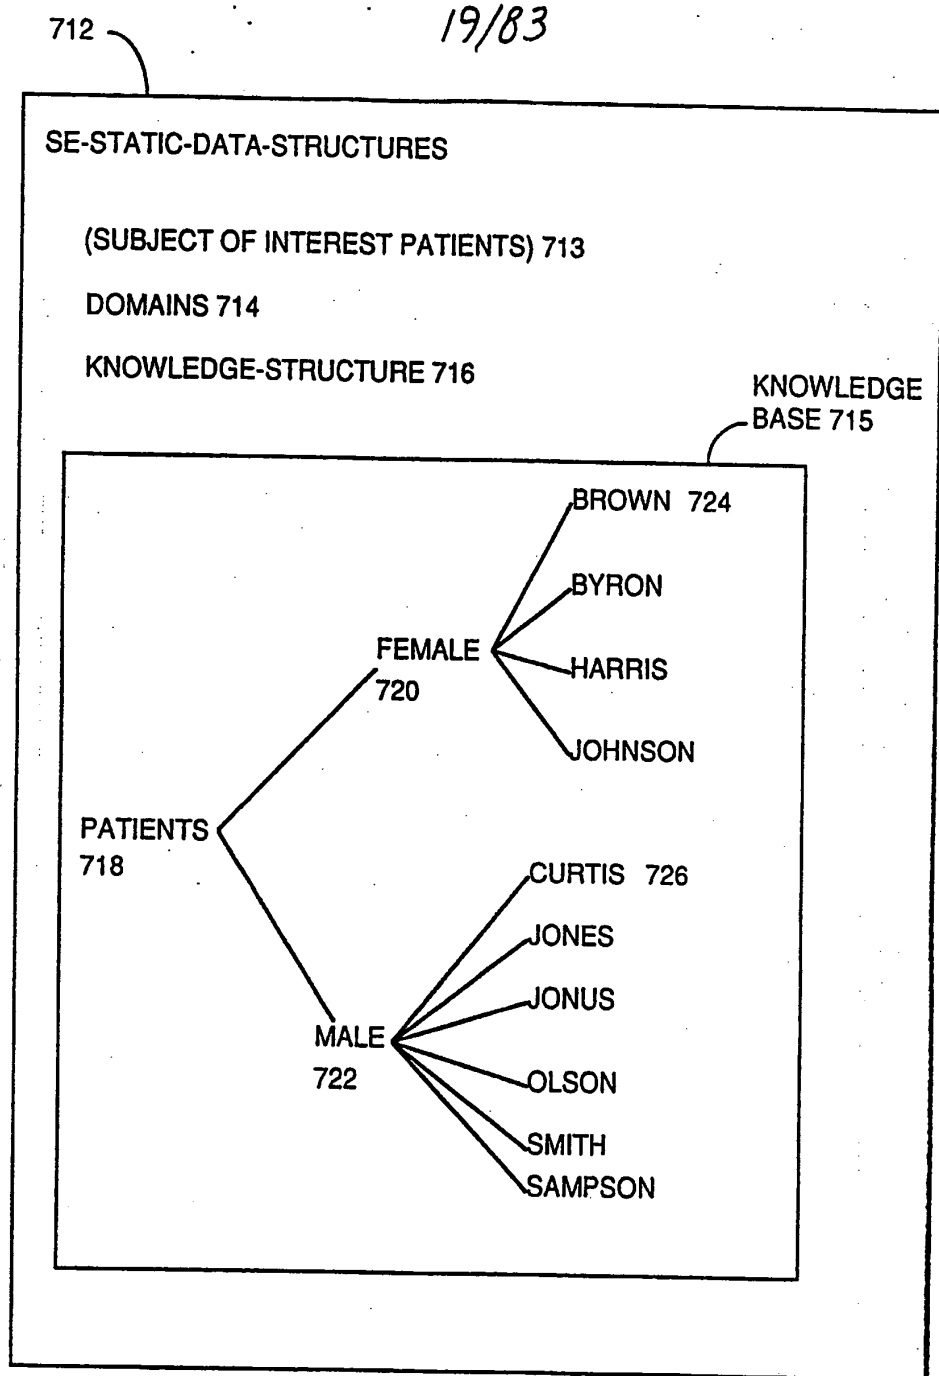 19/83
712
SE-STATIC-DATA-STRUCTURES
(SUBJECT OF INTEREST PATIENTS) 713
DOMAINS 714
KNOWLEDGE-STRUCTURE 716
KNOWLEDGE
BASE 715
BROWN 724
BYRON
FEMALE
720
HARRIS
JOHNSON
PATIENTS
718
CURTIS 726
JONES
JONUS
MALE
722
OLSON
SMITH
SAMPSON